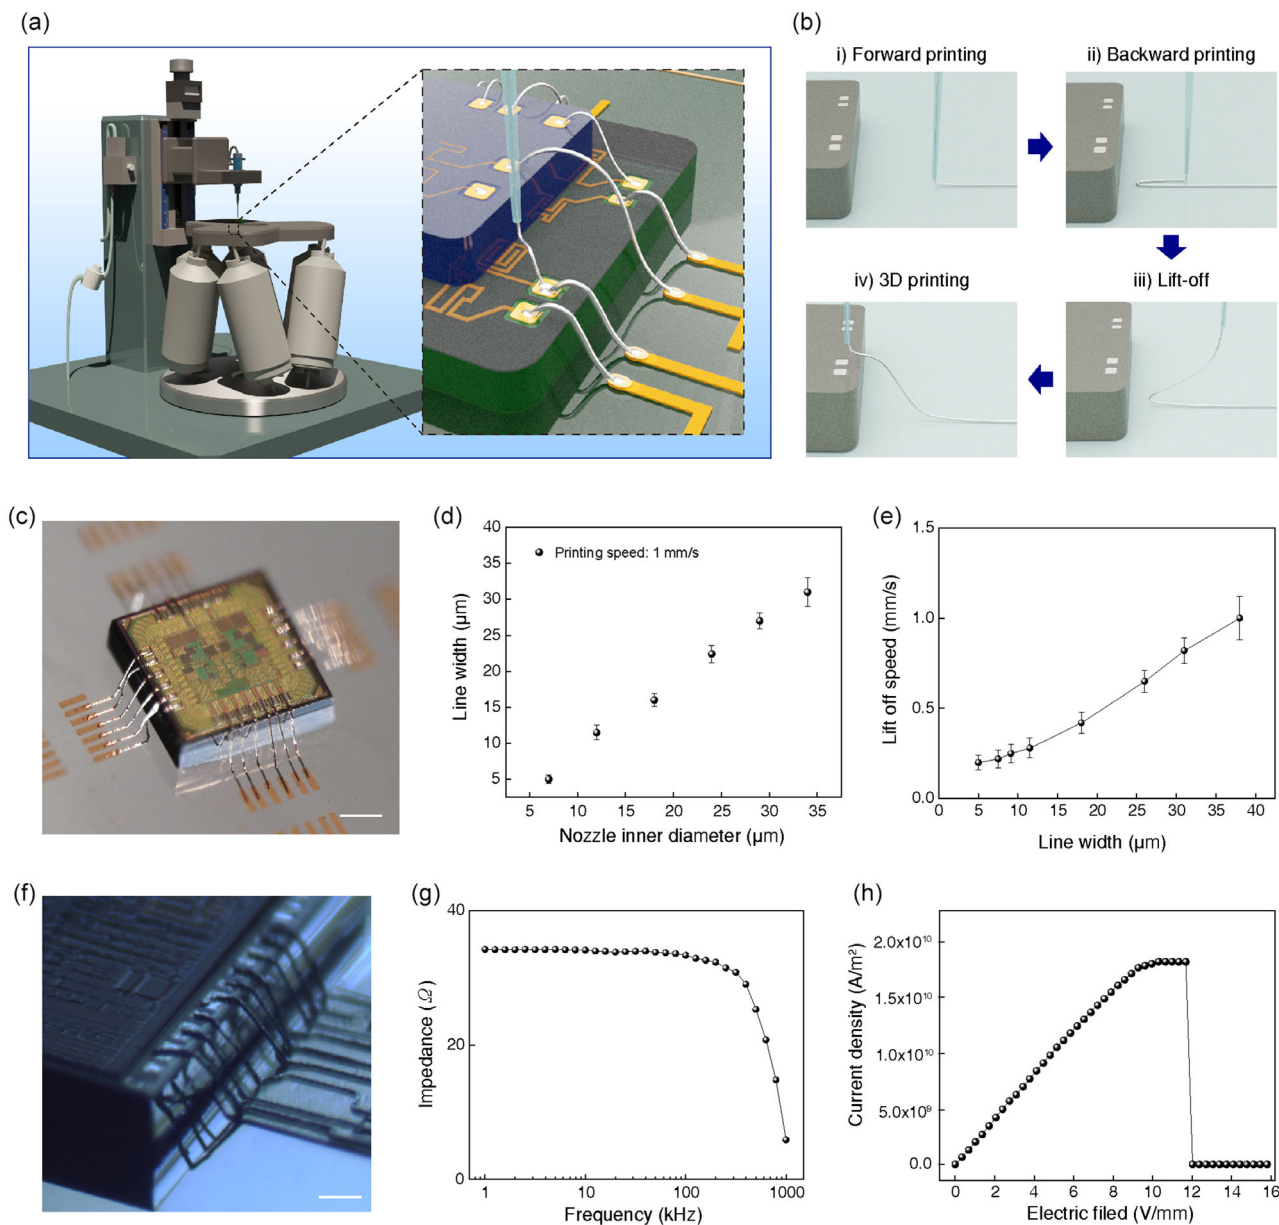 (a)
(b)
i) Forward printing
ii) Backward printing
iv) 3D printing
iii) Lift-off
(c)
(d)
40
35
30
25
20
15
10
5
Line width (µm)
Printing speed: 1 mm/s
5 10 15 20 25 30 35
Nozzle inner diameter (µm)
(e)
1.5
1.0
0.5
0.0
Lift off speed (mm/s)
0 5 10 15 20 25 30 35 40
Line width (µm)
(f)
(g)
40
20
0
Impedance (Ω)
1 10 100 1000
Frequency (kHz)
(h)
2.0x10¹⁰
1.5x10¹⁰
1.0x10¹⁰
5.0x10⁹
0.0
Current density (A/m²)
0 2 4 6 8 10 12 14 16
Electric filed (V/mm)